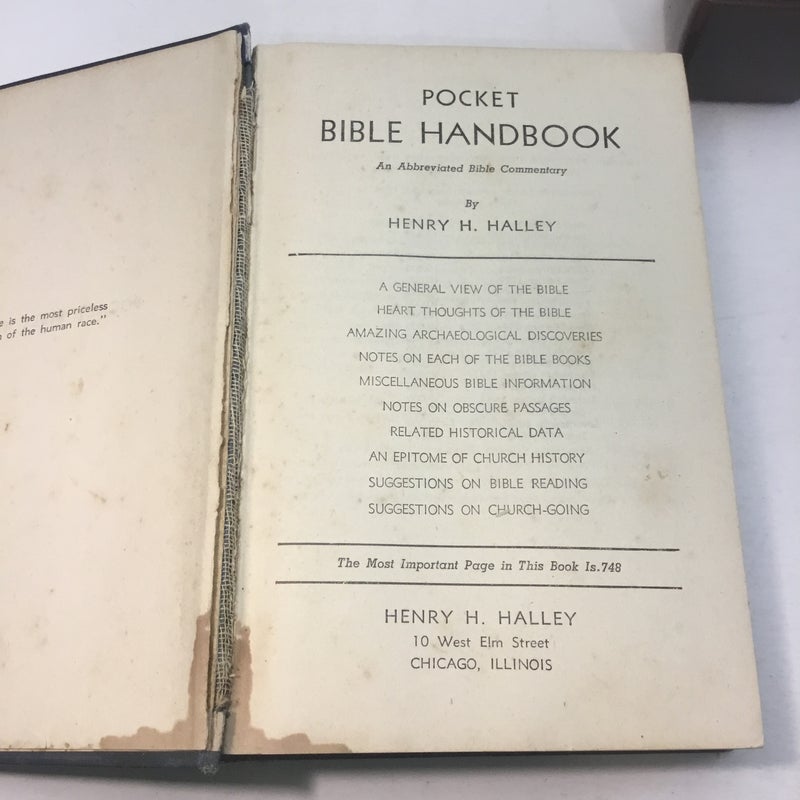 e is the most priceless
of the human race."
POCKET
BIBLE HANDBOOK
An Abbreviated Bible Commentary
By
HENRY H. HALLEY
A GENERAL VIEW OF THE BIBLE
HEART THOUGHTS OF THE BIBLE
AMAZING ARCHAEOLOGICAL DISCOVERIES
NOTES ON EACH OF THE BIBLE BOOKS
MISCELLANEOUS BIBLE INFORMATION
NOTES ON OBSCURE PASSAGES
RELATED HISTORICAL DATA
AN EPITOME OF CHURCH HISTORY
SUGGESTIONS ON BIBLE READING
SUGGESTIONS ON CHURCH-GOING
The Most Important Page in This Book Is.748
HENRY H. HALLEY
10 West Elm Street
CHICAGO, ILLINOIS